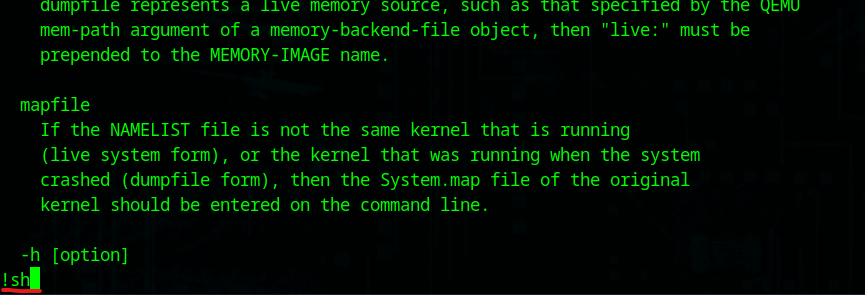 dumpfile represents a live memory source, such as that specified by the QEMU
mem-path argument of a memory-backend-file object, then "live:" must be
prepended to the MEMORY-IMAGE name.
mapfile
If the NAMELIST file is not the same kernel that is running
(live system form), or the kernel that was running when the system
crashed (dumpfile form), then the System.map file of the original
kernel should be entered on the command line.
-h [option]
!sh